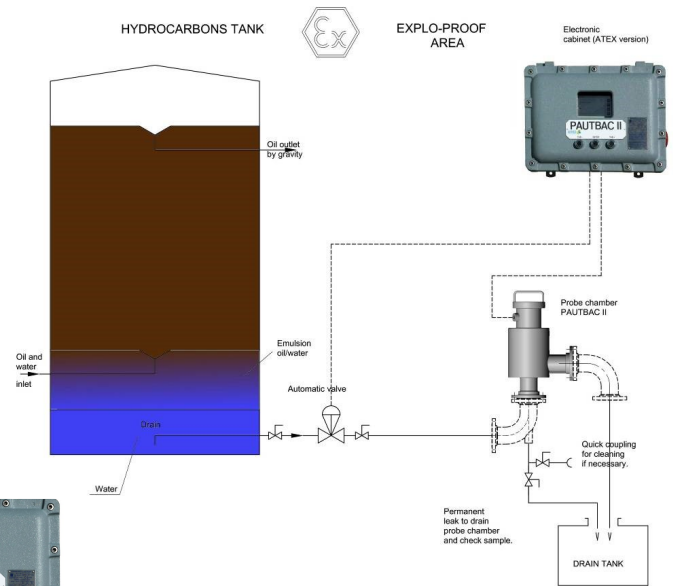 HYDROCARBONS TANK
Ex
EXPLO-PROOF
AREA
Electronic
cabinet (ATEX version)
PAUTBAC II
Oil outlet
by gravity
Probe chamber
PAUTBAC II
Emulsion
oil/water
Oil and
water
inlet
Automatic valve
Drain
Quick coupling
for cleaning
if necessary.
Water
Permanent
leak to drain
probe chamber
and check sample.
DRAIN TANK